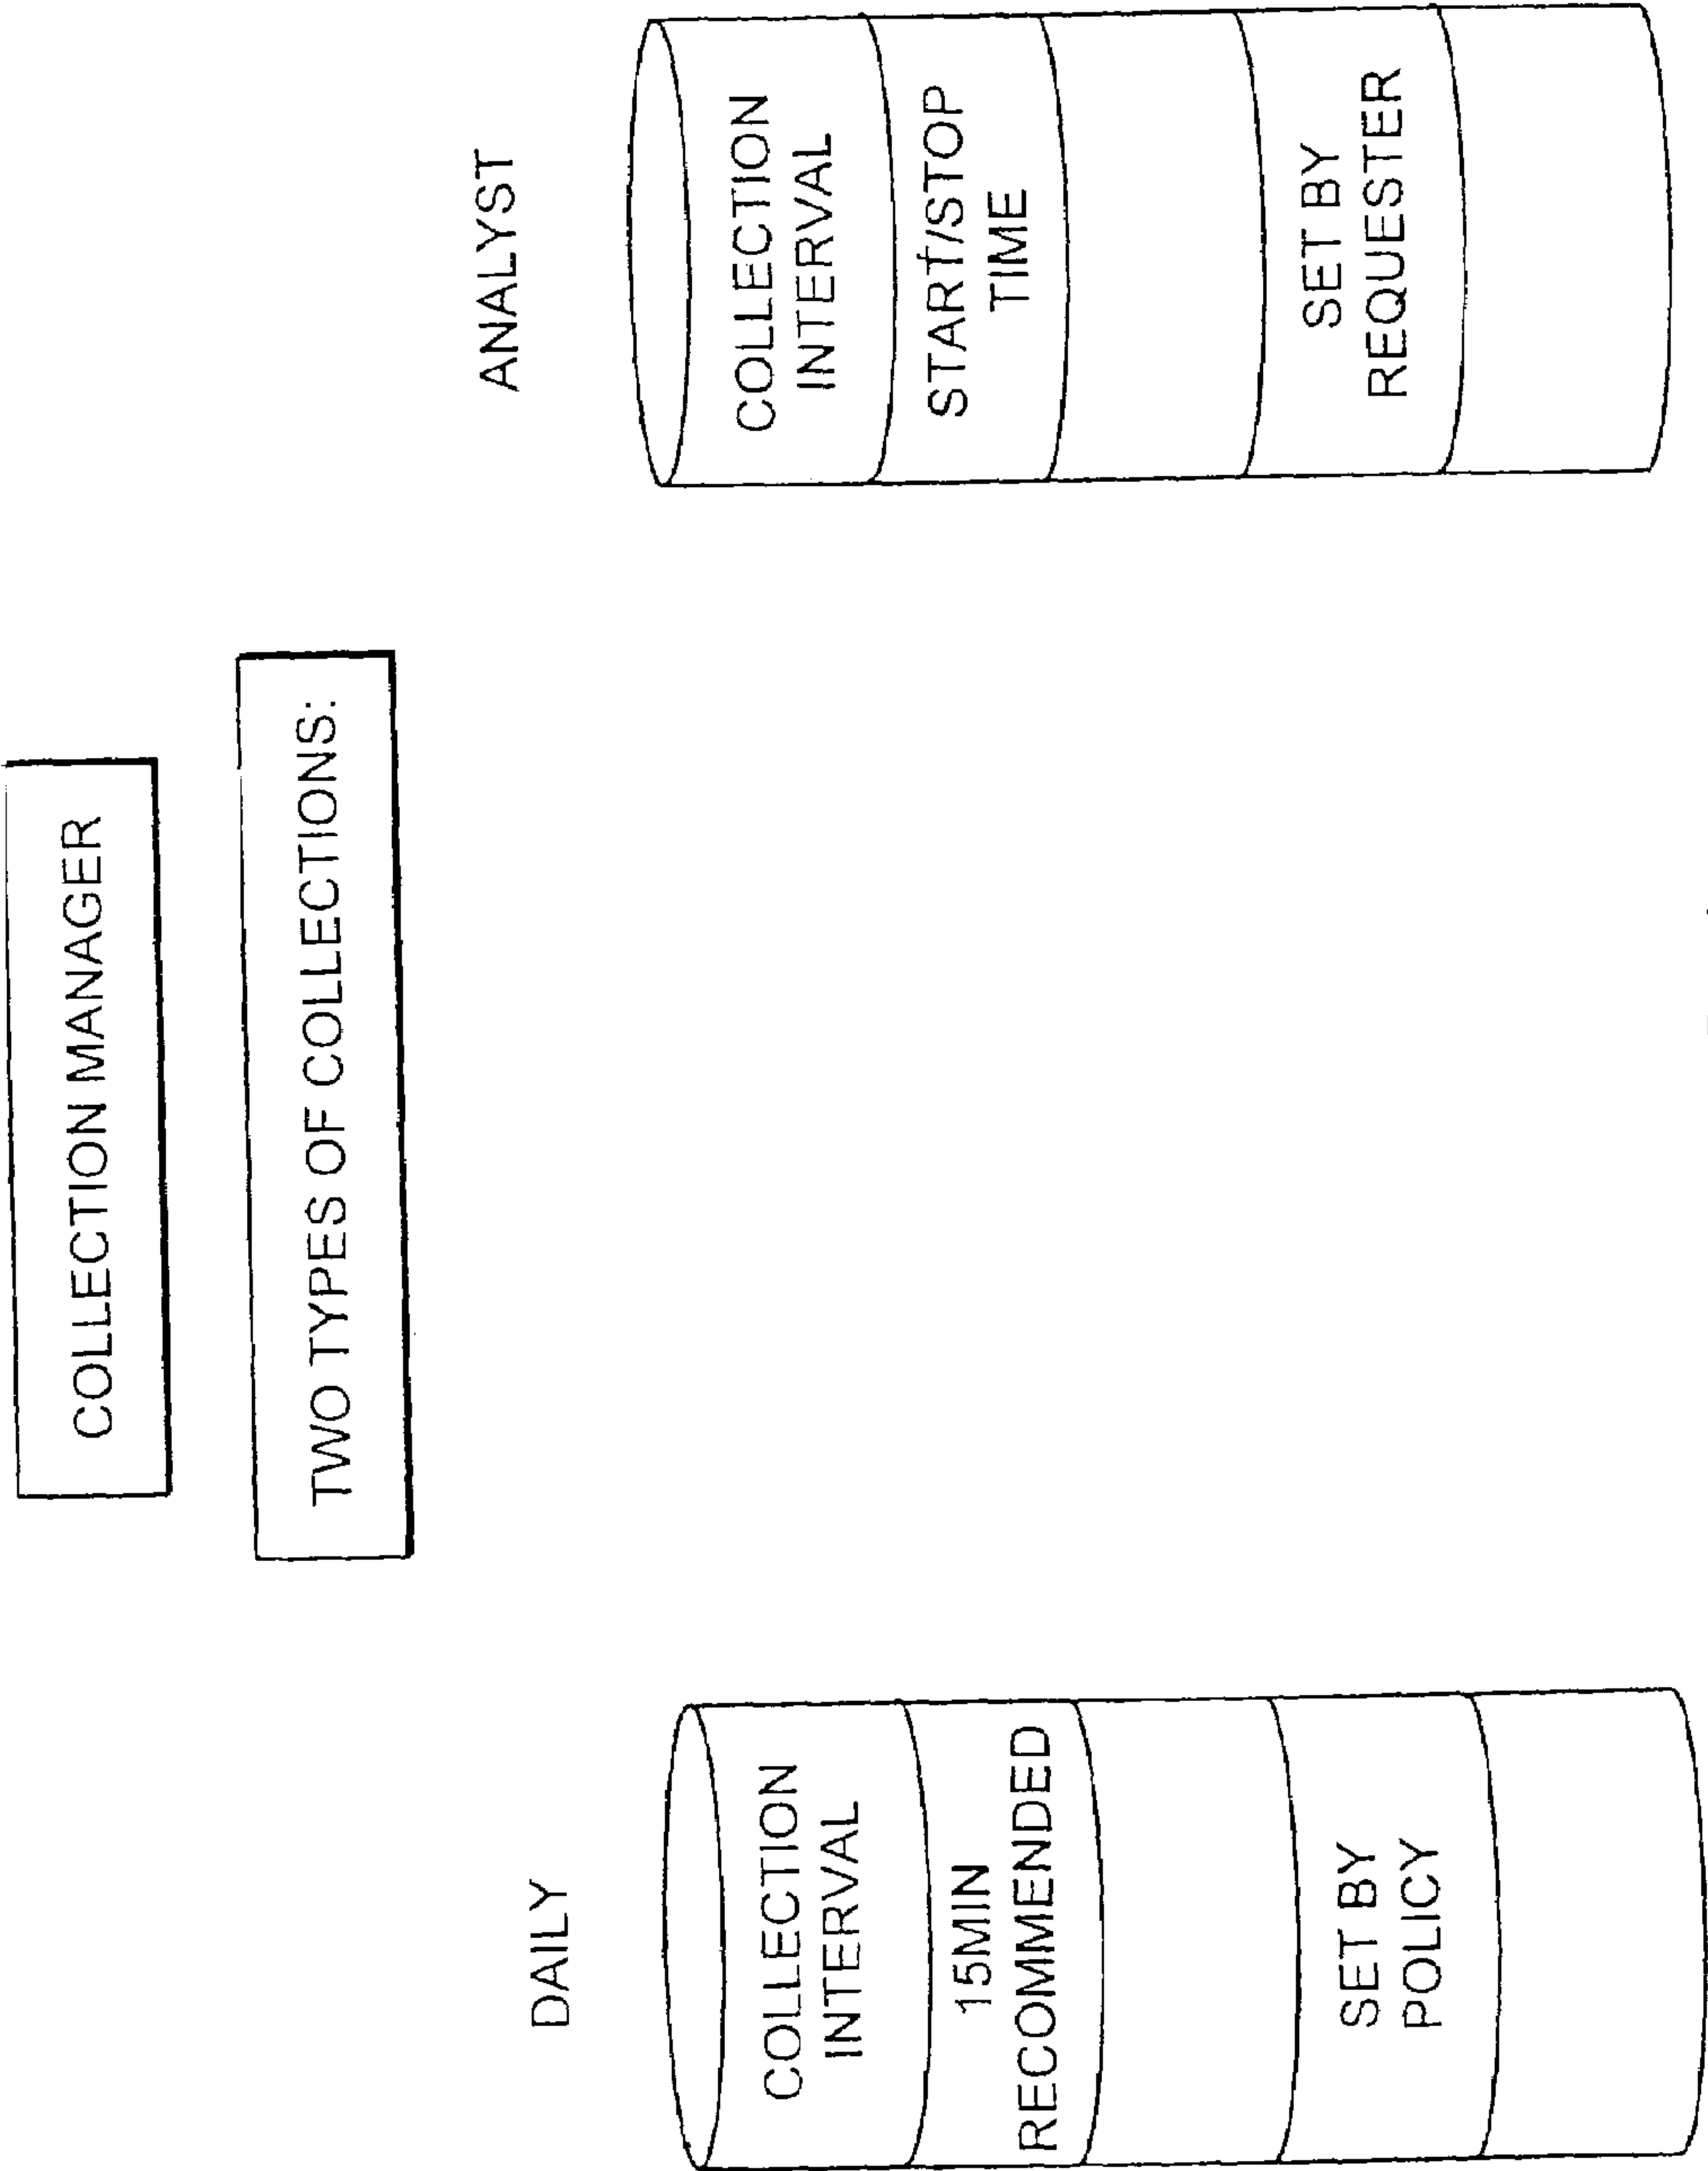 COLLECTION MANAGER
TWO TYPES OF COLLECTIONS:
DAILY
COLLECTION
INTERVAL
15MIN
RECOMMENDED
SET BY
POLICY
ANALYST
COLLECTION
INTERVAL
START/STOP
TIME
SET BY
REQUESTER